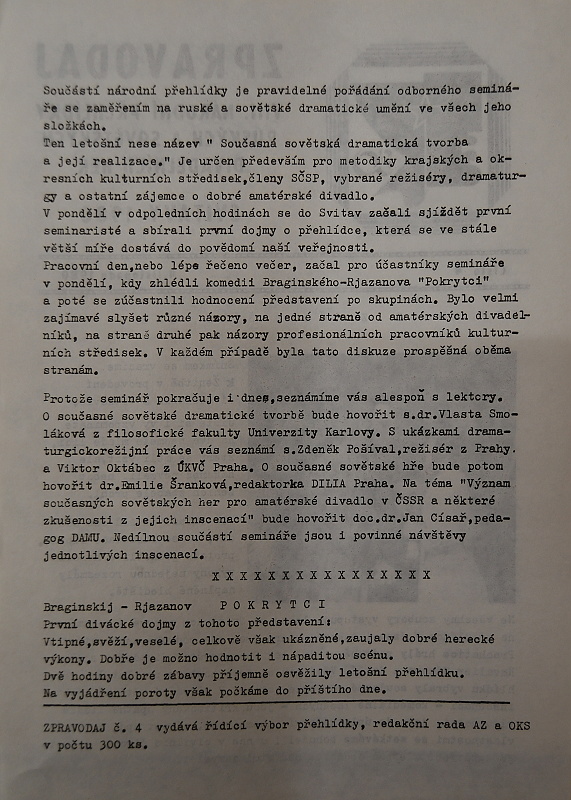 Součástí národní přehlídky je pravidelné pořádání odborného seminá-
ře se zaměřením na ruské a sovětské dramatické umění ve všech jeho
složkách.
Ten letošní nese název " Současná sovětská dramatická tvorba
a její realizace." Je určen především pro metodiky krajských a ok-
resních kulturních středisek,členy SČSP, vybrané režiséry, dramatur-
gy a ostatní zájemce o dobré amatérské divadlo.
V pondělí v odpoledních hodinách se do Svitav začali sjíždět první
seminaristé a sbírali první dojmy o přehlídce, která se ve stále
větší míře dostává do povědomí naší veřejnosti.
Pracovní den,nebo lépe řečeno večer, začal pro účastníky semináře
v pondělí, kdy zhlédli komedii Braginského-Rjazanova "Pokrytci"
a poté se zúčastnili hodnocení představení po skupinách. Bylo velmi
zajímavé slyšet různé názory, na jedné straně od amatérských divadel-
níků, na straně druhé pak názory profesionálních pracovníků kultur-
ních středisek. V každém případě byla tato diskuze prospěšná oběma
stranám.
Protože seminář pokračuje i dnes,seznámíme vás alespoň s lektory.
O současné sovětské dramatické tvorbě bude hovořit s.dr.Vlasta Smo-
láková z filosofické fakulty Univerzity Karlovy. S ukázkami drama-
turgickorežijní práce vás seznámí s.Zdeněk Pošíval,režisér z Prahy.
a Viktor Oktábec z ÚKVČ Praha. O současné sovětské hře bude potom
hovořit dr.Emilie Šranková,redaktorka DILIA Praha. Na téma "Význam
současných sovětských her pro amatérské divadlo v ČSSR a některé
zkušenosti z jejich inscenací" bude hovořit doc.dr.Jan Císař,peda-
gog DAMU. Nedílnou součástí semináře jsou i povinné návštěvy
jednotlivých inscenací.
X X X X X X X X X X X X X X X X
Braginskij - Rjazanov P O K R Y T C I
První divácké dojmy z tohoto představení:
Vtipné,svěží,veselé, celkově však ukázněné,zaujaly dobré herecké
výkony. Dobře je možno hodnotit i nápaditou scénu.
Dvě hodiny dobré zábavy příjemně osvěžily letošní přehlídku.
Na vyjádření poroty však počkáme do příštího dne.
ZPRAVODAJ č. 4 vydává řídící výbor přehlídky, redakční rada AZ a OKS
v počtu 300 ks.